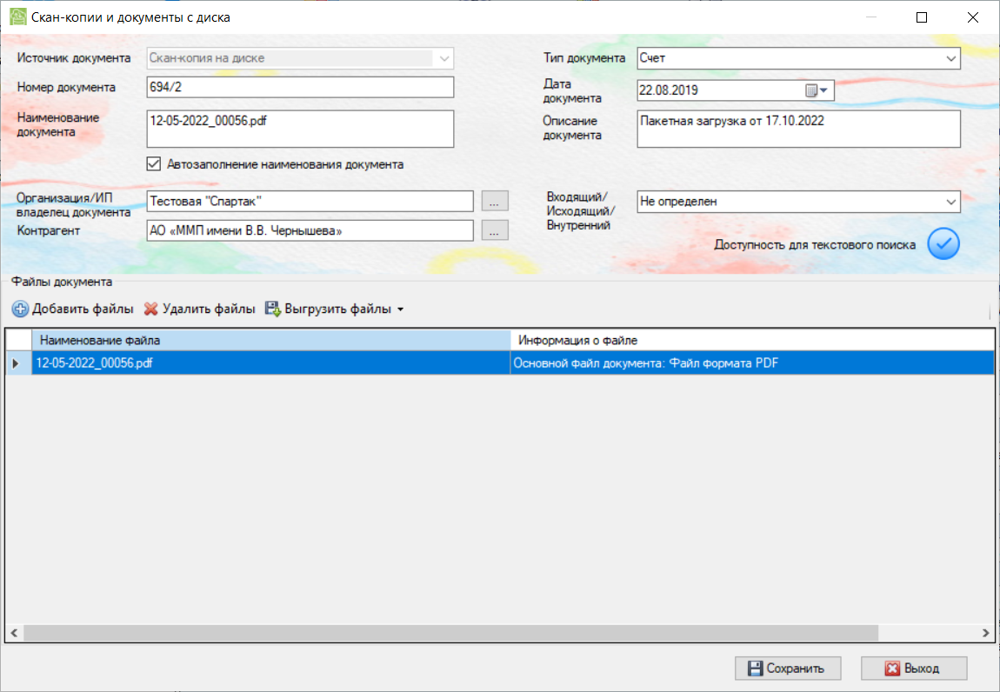 Скан-копии и документы с диска
Источник документа
Скан-копия на диске
Тип документа
Счет
Номер документа
694/2
Дата
документа
22.08.2019
Наименование
документа
12-05-2022_00056.pdf
Описание
документа
Пакетная загрузка от 17.10.2022
Автозаполнение наименования документа
Организация/ИП
владелец документа
Тестовая "Спартак"
...
Входящий/
Исходящий/
Внутренний
Не определен
Контрагент
АО «ММП имени В.В. Чернышева»
...
Доступность для текстового поиска
Файлы документа
Добавить файлы
Удалить файлы
Выгрузить файлы
Наименование файла
Информация о файле
12-05-2022_00056.pdf
Основной файл документа: Файл формата PDF
Сохранить
Выход